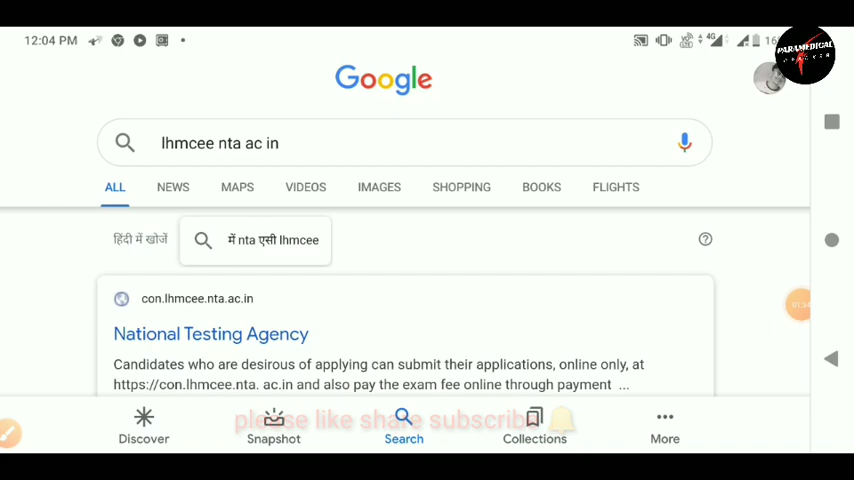 12:04 PM
4G
PARAMEDICAL
Google
lhmcee nta ac in
ALL NEWS MAPS VIDEOS IMAGES SHOPPING BOOKS FLIGHTS
हिंदी में खोजें में nta एसी lhmcee
con.lhmcee.nta.ac.in
National Testing Agency
01:34
Candidates who are desirous of applying can submit their applications, online only, at
https://con.lhmcee.nta. ac.in and also pay the exam fee online through payment ...
please like share subscribe
Discover Snapshot Search Collections More